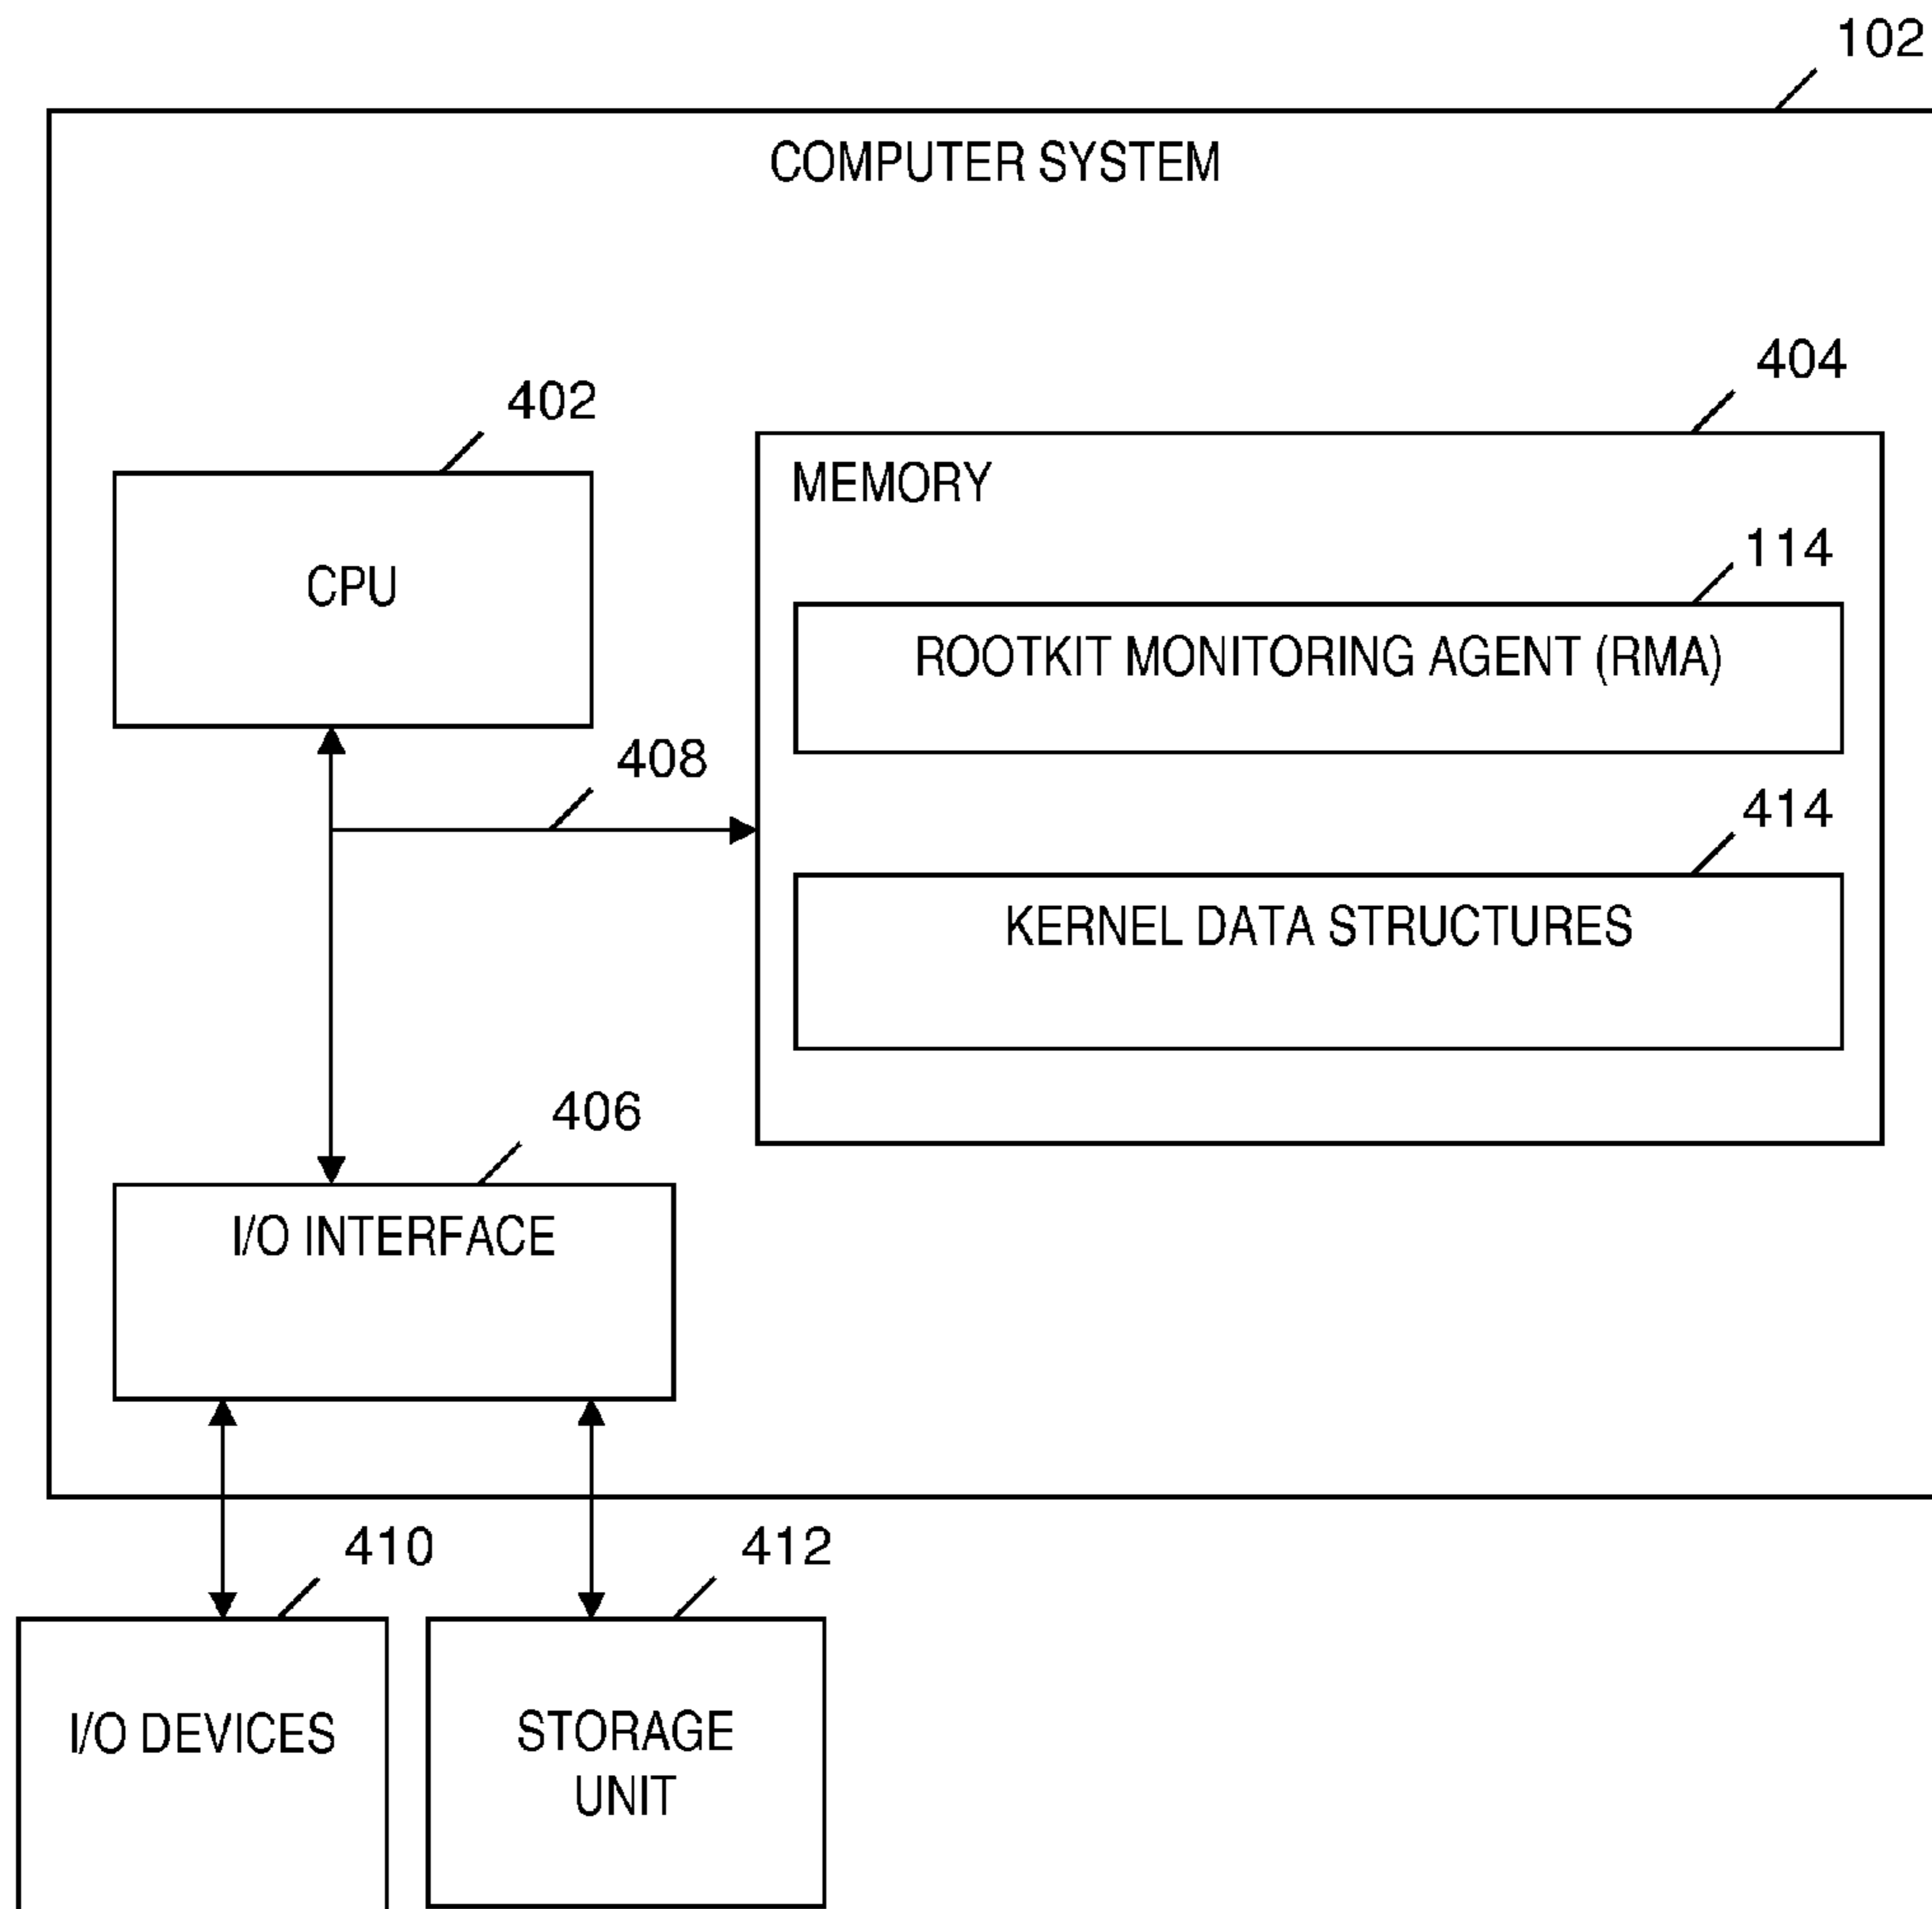 102
COMPUTER SYSTEM
404
402
MEMORY
114
CPU
ROOTKIT MONITORING AGENT (RMA)
408
414
KERNEL DATA STRUCTURES
406
I/O INTERFACE
410
412
I/O DEVICES
STORAGE
UNIT